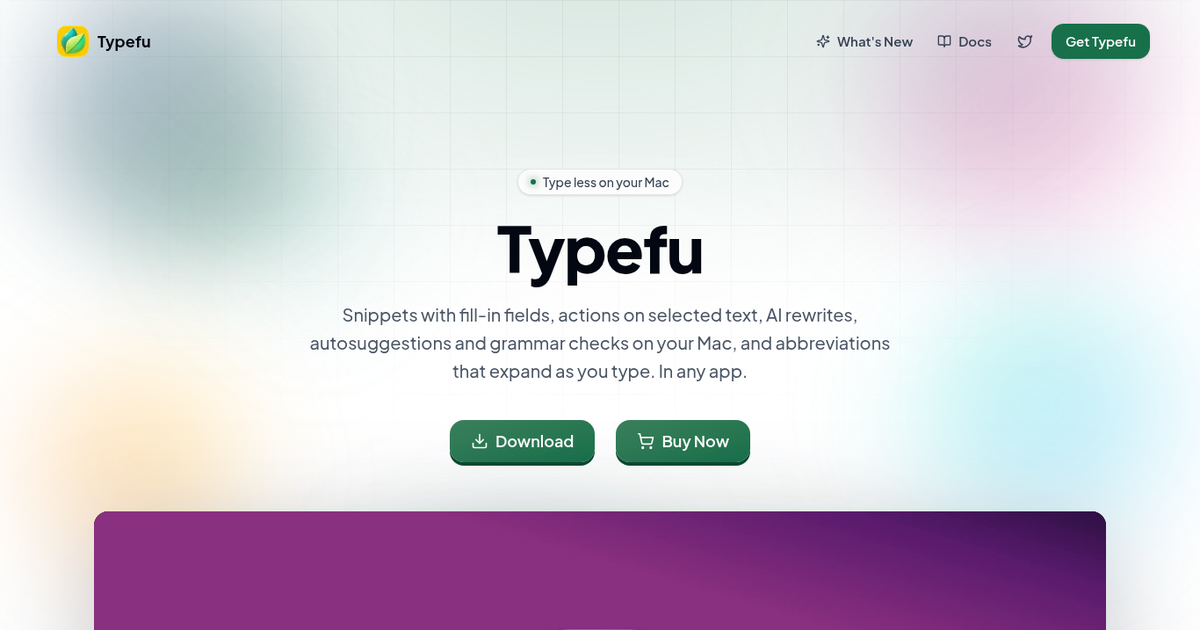 Typefu
What's New
Docs
Get Typefu
Type less on your Mac
Typefu
Snippets with fill-in fields, actions on selected text, AI rewrites,
autosuggestions and grammar checks on your Mac, and abbreviations
that expand as you type. In any app.
Download
Buy Now